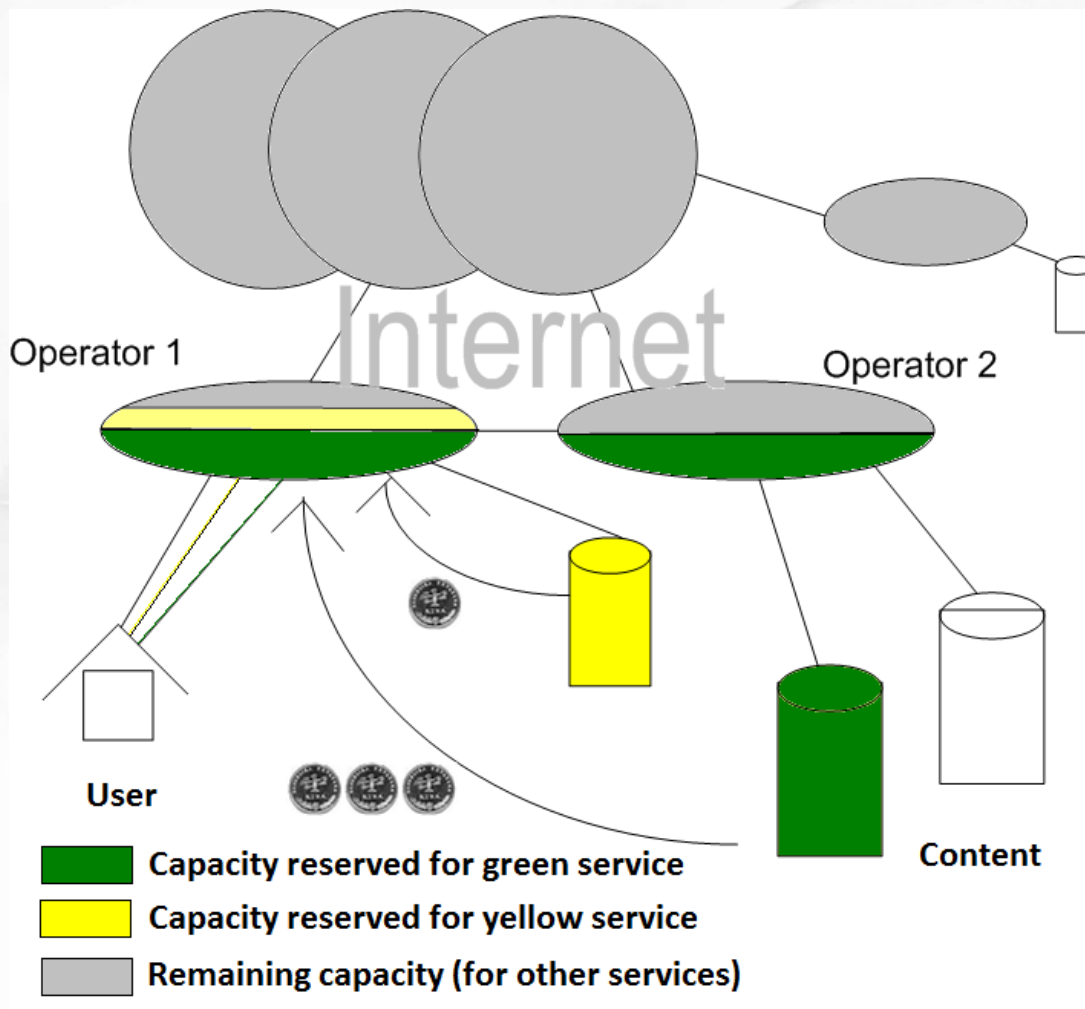 Internet
Operator 1
Operator 2
User
Content
Capacity reserved for green service
Capacity reserved for yellow service
Remaining capacity (for other services)